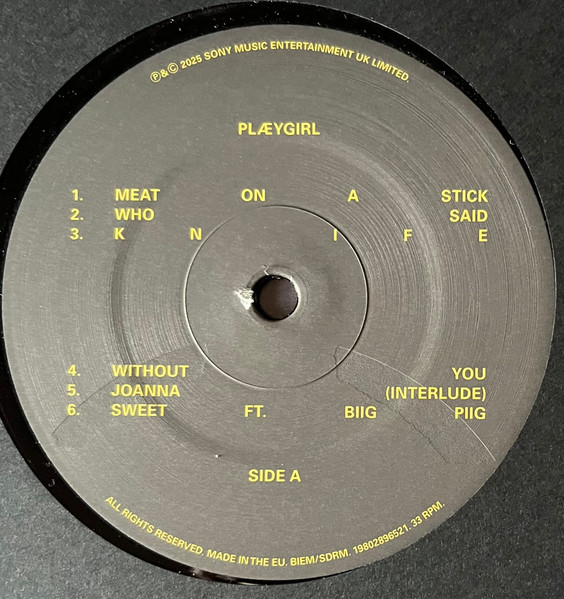 ℗&© 2025 SONY MUSIC ENTERTAINMENT UK LIMITED.
PLÆYGIRL
1. MEAT ON A STICK
2. WHO SAID
3. K N I F E
4. WITHOUT YOU
5. JOANNA (INTERLUDE)
6. SWEET FT. BIIG PIIG
SIDE A
ALL RIGHTS RESERVED. MADE IN THE EU. BIEM/SDRM. 19802896521. 33 RPM.